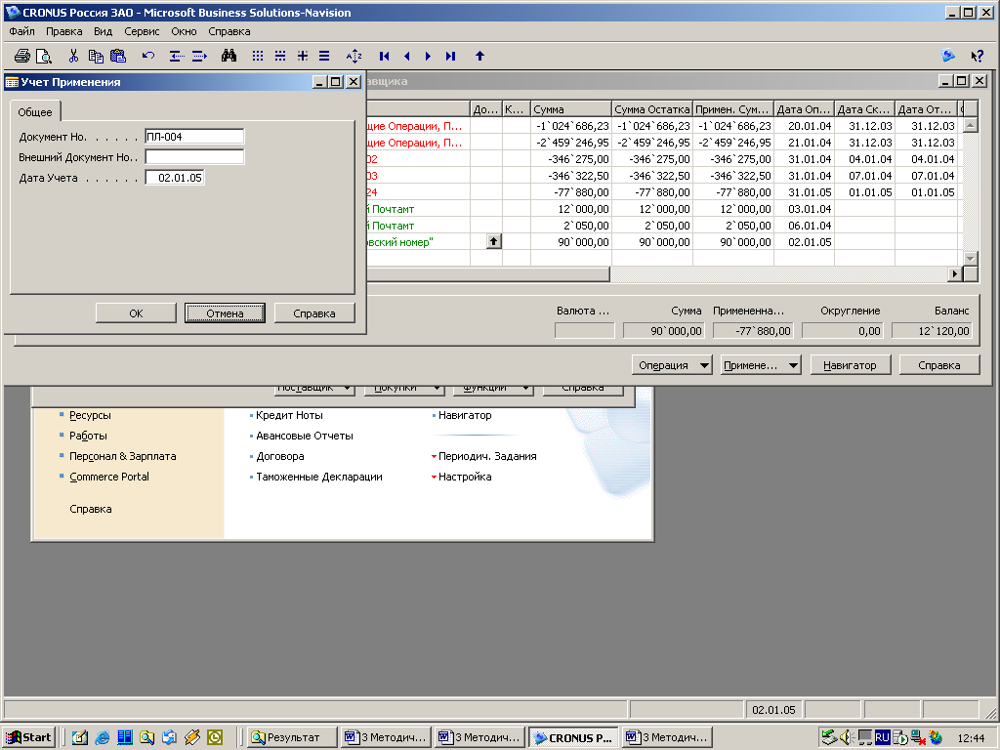 CRONUS Россия ЗАО - Microsoft Business Solutions-Navision
Файл Правка Вид Сервис Окно Справка
Учет Применения
Общее
Документ Но. . . . . . ПЛ-004
Внешний Документ Но. .
Дата Учета . . . . . . 02.01.05
ОК Отмена Справка
До... К... Сумма Сумма Остатка Примен. Сум... Дата Оп... Дата Ск... Дата От...
щие Операции, П... -1`024`686,23 -1`024`686,23 -1`024`686,23 20.01.04 31.12.03 31.12.03
щие Операции, П... -2`459`246,95 -2`459`246,95 -2`459`246,95 21.01.04 31.12.03 31.12.03
02 -346`275,00 -346`275,00 -346`275,00 31.01.04 04.01.04 04.01.04
03 -346`322,50 -346`322,50 -346`322,50 31.01.04 07.01.04 07.01.04
24 -77`880,00 -77`880,00 -77`880,00 31.01.05 01.01.05 01.01.05
й Почтамт 12`000,00 12`000,00 12`000,00 03.01.04
й Почтамт 2`050,00 2`050,00 2`050,00 06.01.04
вский номер" 90`000,00 90`000,00 90`000,00 02.01.05
Валюта ... Сумма Примененна... Округление Баланс
90`000,00 -77`880,00 0,00 12`120,00
Операция Примене... Навигатор Справка
Поставщик Покупки Функции Справка
Ресурсы Кредит Ноты Навигатор
Работы Авансовые Отчеты
Персонал & Зарплата Договора Периодич. Задания
Commerce Portal Таможенные Декларации Настройка
Справка
02.01.05
Start Результат 3 Методич... 3 Методич... CRONUS Р... 3 Методич... RU 12:44